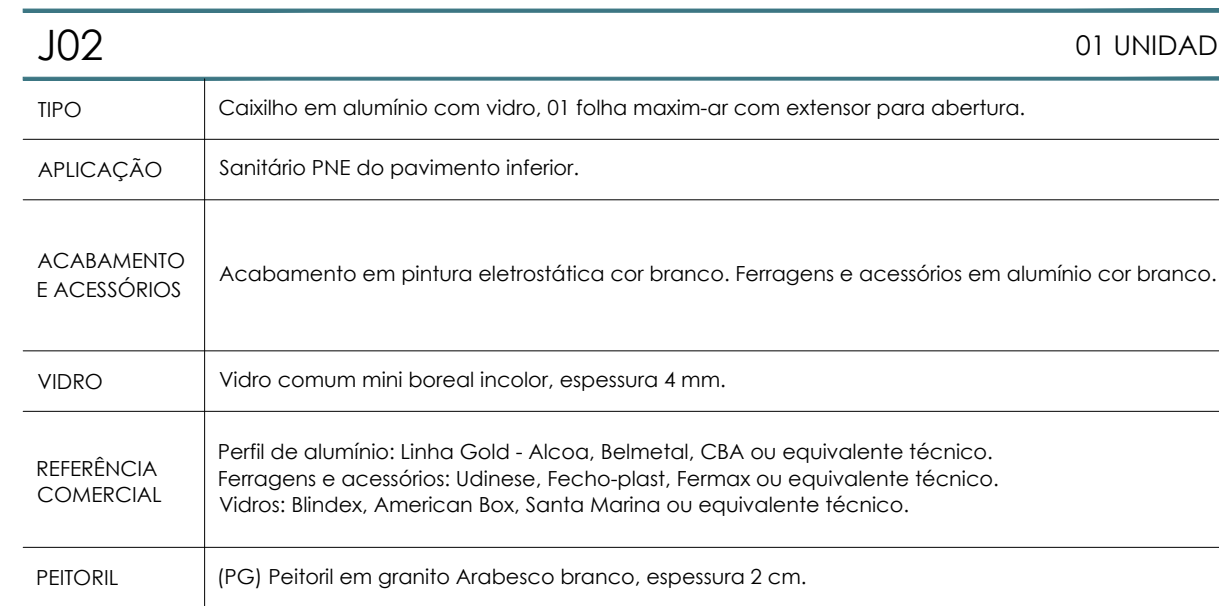 J02
01 UNIDAD
TIPO
Caixilho em alumínio com vidro, 01 folha maxim-ar com extensor para abertura.
APLICAÇÃO
Sanitário PNE do pavimento inferior.
ACABAMENTO
E ACESSÓRIOS
Acabamento em pintura eletrostática cor branco. Ferragens e acessórios em alumínio cor branco.
VIDRO
Vidro comum mini boreal incolor, espessura 4 mm.
REFERÊNCIA
COMERCIAL
Perfil de alumínio: Linha Gold - Alcoa, Belmetal, CBA ou equivalente técnico.
Ferragens e acessórios: Udinese, Fecho-plast, Fermax ou equivalente técnico.
Vidros: Blindex, American Box, Santa Marina ou equivalente técnico.
PEITORIL
(PG) Peitoril em granito Arabesco branco, espessura 2 cm.